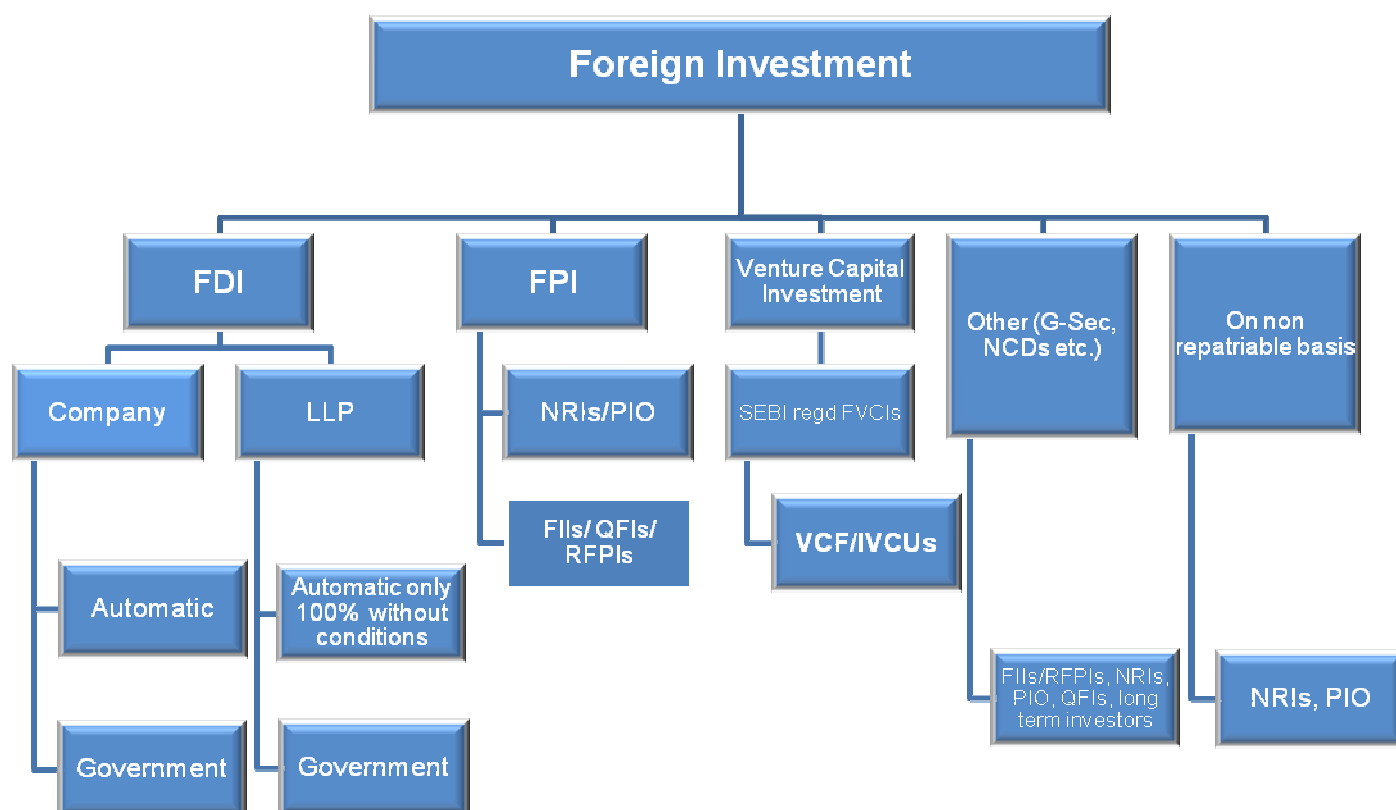 Foreign Investment
FDI
FPI
Venture Capital
Investment
Other (G-Sec,
NCDs etc.)
On non
repatriable basis
Company
LLP
NRIs/PIO
SEBI regd FVCIs
FIIs/ QFIs/
RFPIs
VCF/IVCUs
Automatic
Automatic only
100% without
conditions
FIIs/RFPIs, NRIs,
PIO, QFIs, long
term investors
NRIs, PIO
Government
Government